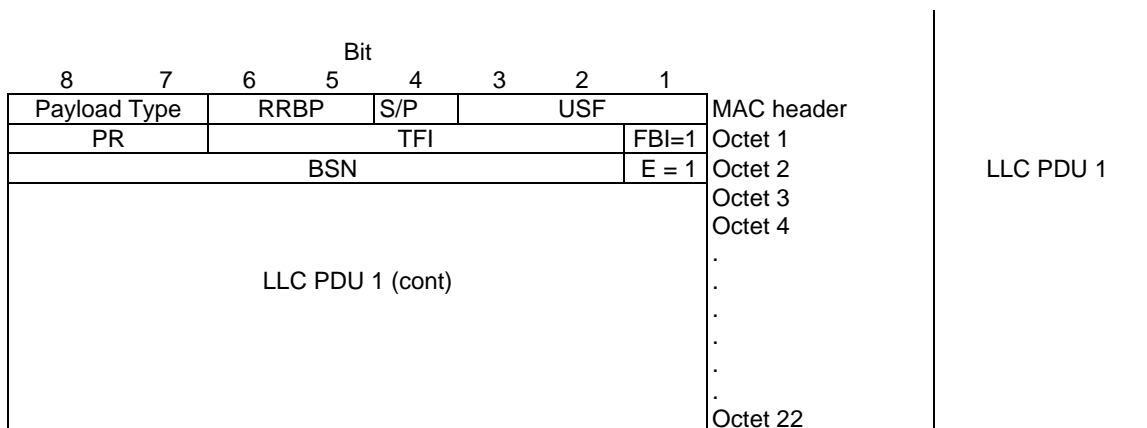 Bit
8 7 6 5 4 3 2 1
Payload Type RRBP S/P USF MAC header
PR TFI FBI=1 Octet 1
BSN E = 1 Octet 2 LLC PDU 1
Octet 3
Octet 4
.
LLC PDU 1 (cont) .
.
.
.
.
Octet 22